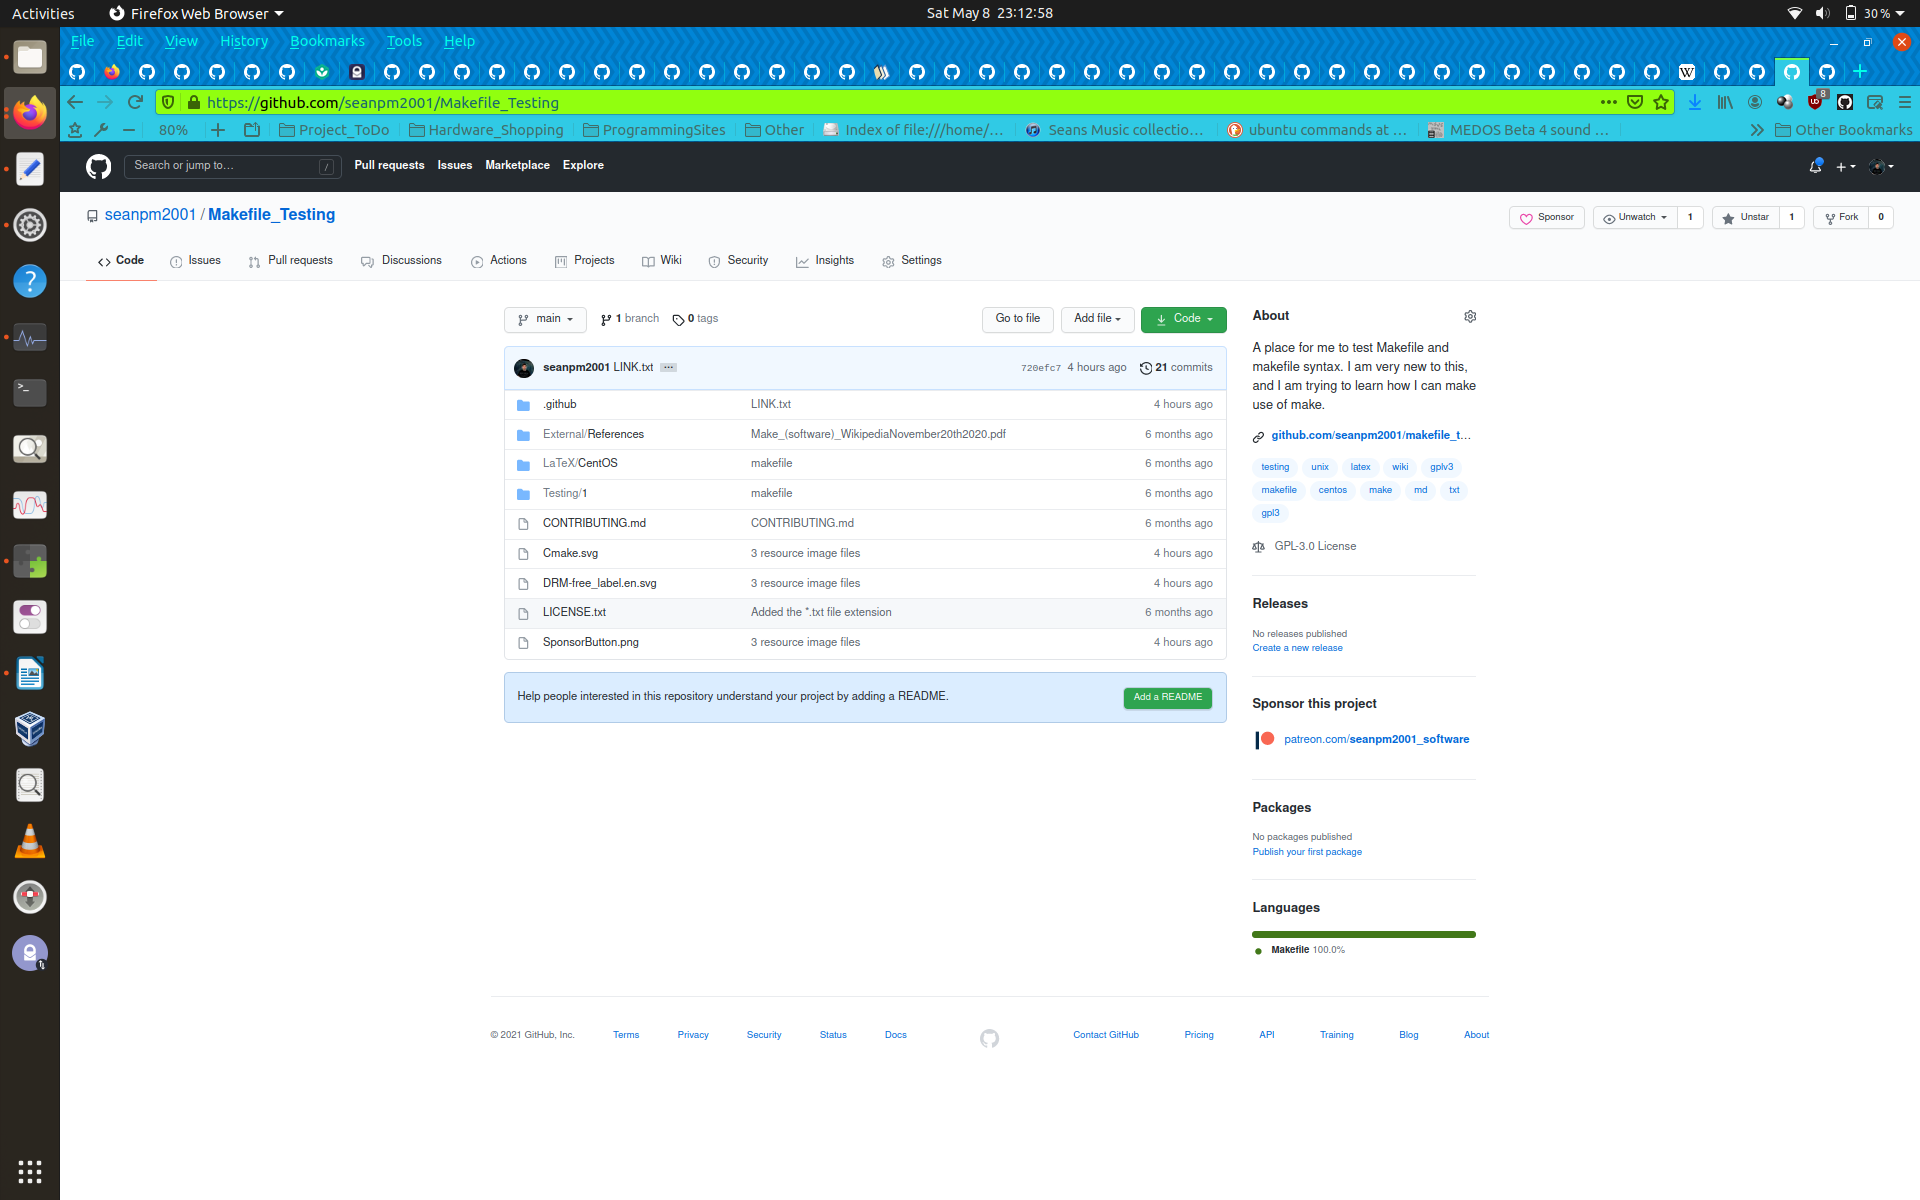 Activities Firefox Web Browser Sat May 8 23:12:58 30 %
File Edit View History Bookmarks Tools Help
W
https://github.com/seanpm2001/Makefile_Testing 8
80% Project_ToDo Hardware_Shopping ProgrammingSites Other Index of file:///home/... Seans Music collectio... ubuntu commands at ... MEDOS Beta 4 sound ... Other Bookmarks
Search or jump to... / Pull requests Issues Marketplace Explore
seanpm2001 / Makefile_Testing Sponsor Unwatch 1 Unstar 1 Fork 0
Code Issues Pull requests Discussions Actions Projects Wiki Security Insights Settings
main 1 branch 0 tags Go to file Add file Code
seanpm2001 LINK.txt ... 720efc7 4 hours ago 21 commits
.github LINK.txt 4 hours ago
External/References Make_(software)_WikipediaNovember20th2020.pdf 6 months ago
LaTeX/CentOS makefile 6 months ago
Testing/1 makefile 6 months ago
CONTRIBUTING.md CONTRIBUTING.md 6 months ago
Cmake.svg 3 resource image files 4 hours ago
DRM-free_label.en.svg 3 resource image files 4 hours ago
LICENSE.txt Added the *.txt file extension 6 months ago
SponsorButton.png 3 resource image files 4 hours ago
Help people interested in this repository understand your project by adding a README. Add a README
About
A place for me to test Makefile and
makefile syntax. I am very new to this,
and I am trying to learn how I can make
use of make.
github.com/seanpm2001/makefile_t...
testing unix latex wiki gplv3
makefile centos make md txt
gpl3
GPL-3.0 License
Releases
No releases published
Create a new release
Sponsor this project
patreon.com/seanpm2001_software
Packages
No packages published
Publish your first package
Languages
Makefile 100.0%
© 2021 GitHub, Inc. Terms Privacy Security Status Docs Contact GitHub Pricing API Training Blog About